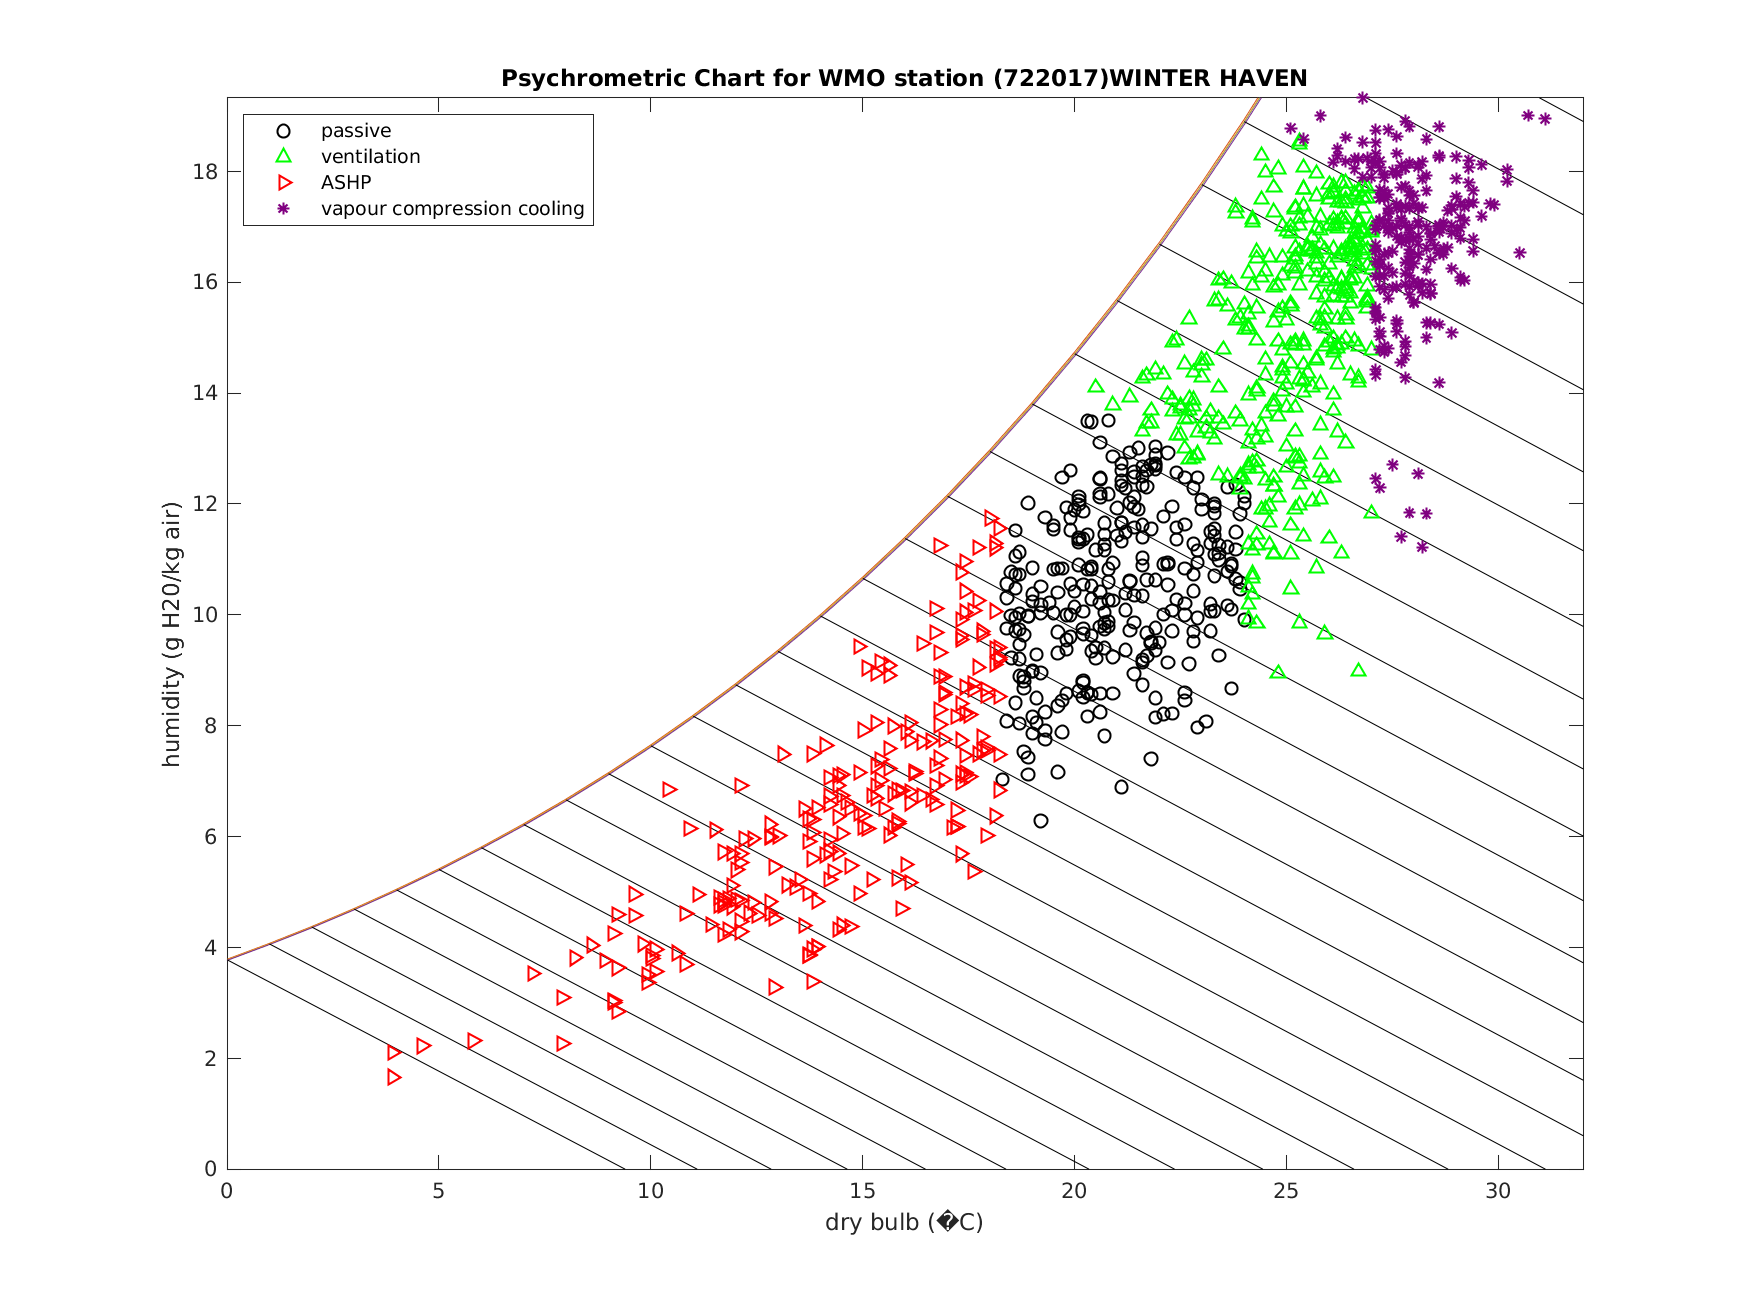 Psychrometric Chart for WMO station (722017)WINTER HAVEN
passive
ventilation
ASHP
vapour compression cooling
humidity (g H20/kg air)
18
16
14
12
10
8
6
4
2
0
0 5 10 15 20 25 30
dry bulb (�C)